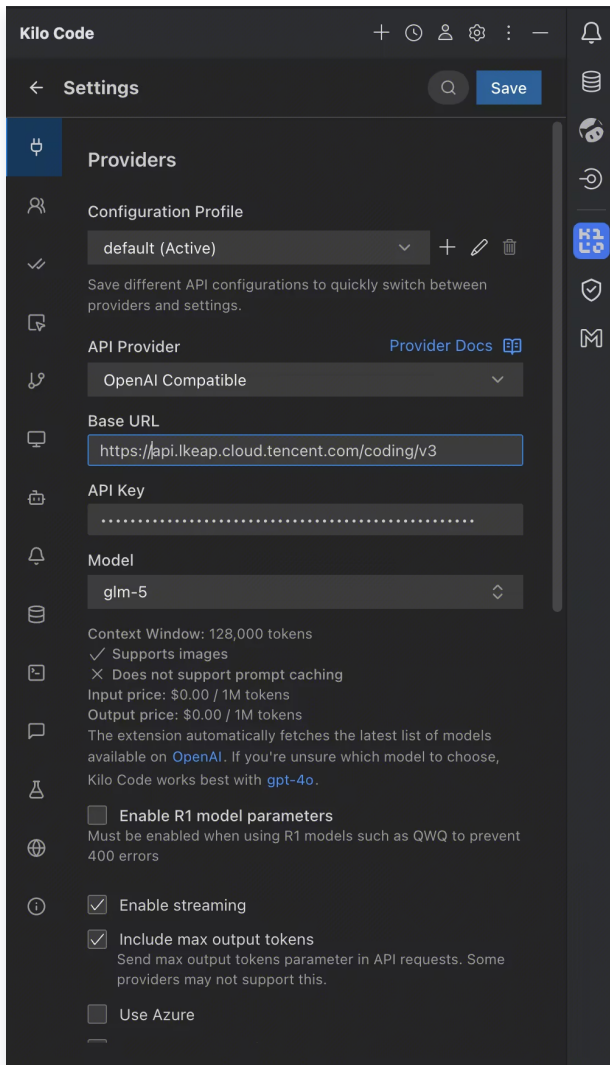 Kilo Code
Settings
Save
Providers
Configuration Profile
default (Active)
Save different API configurations to quickly switch between
providers and settings.
API Provider
Provider Docs
OpenAI Compatible
Base URL
https://api.lkeap.cloud.tencent.com/coding/v3
API Key
Model
glm-5
Context Window: 128,000 tokens
Supports images
Does not support prompt caching
Input price: $0.00 / 1M tokens
Output price: $0.00 / 1M tokens
The extension automatically fetches the latest list of models
available on OpenAI. If you're unsure which model to choose,
Kilo Code works best with gpt-4o.
Enable R1 model parameters
Must be enabled when using R1 models such as QWQ to prevent
400 errors
Enable streaming
Include max output tokens
Send max output tokens parameter in API requests. Some
providers may not support this.
Use Azure